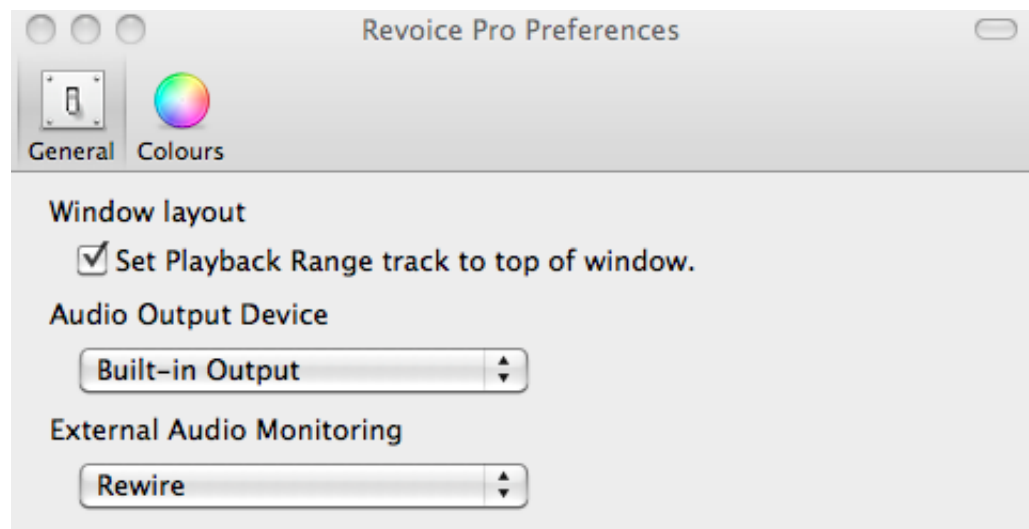 Revoice Pro Preferences
General Colours
Window layout
Set Playback Range track to top of window.
Audio Output Device
Built-in Output
External Audio Monitoring
Rewire